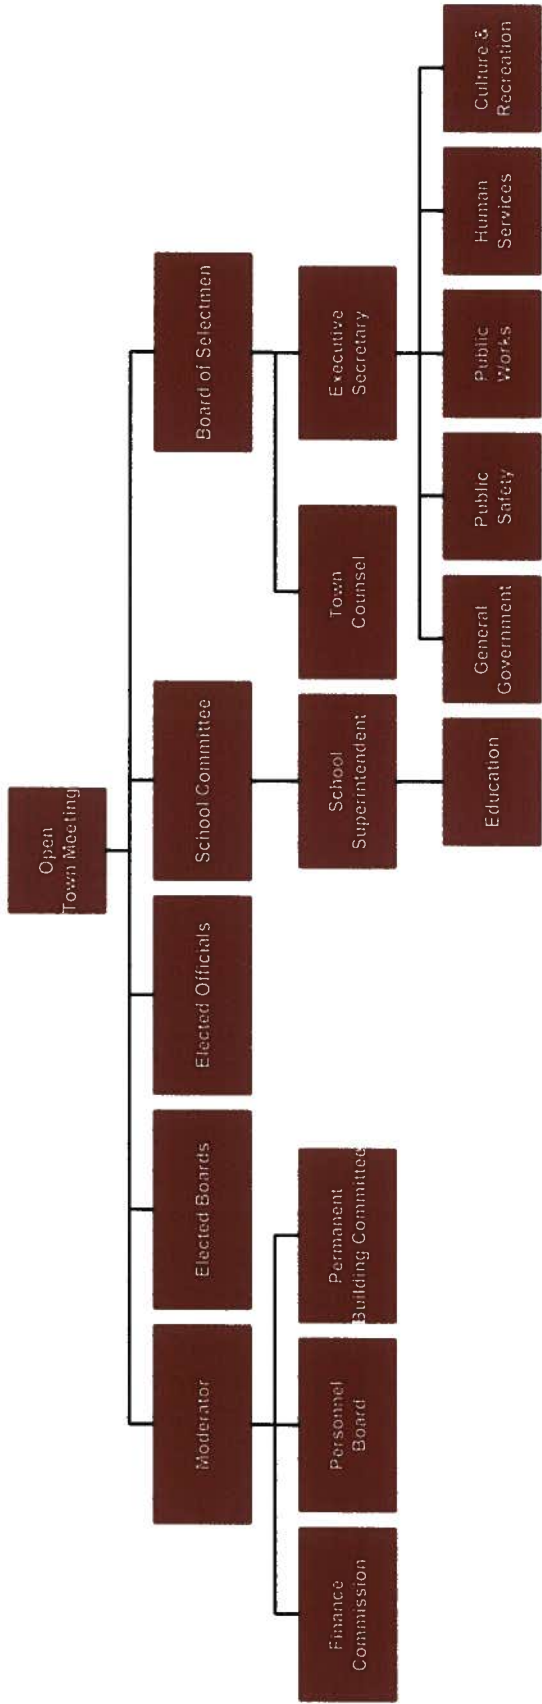 Open
Town Meeting
Moderator
Elected Boards
Elected Officials
School Committee
Board of Selectmen
Finance
Commission
Personnel
Board
Permanent
Building Committee
School
Superintendent
Town
Counsel
Executive
Secretary
Education
General
Government
Public
Safety
Public
Works
Human
Services
Culture &
Recreation